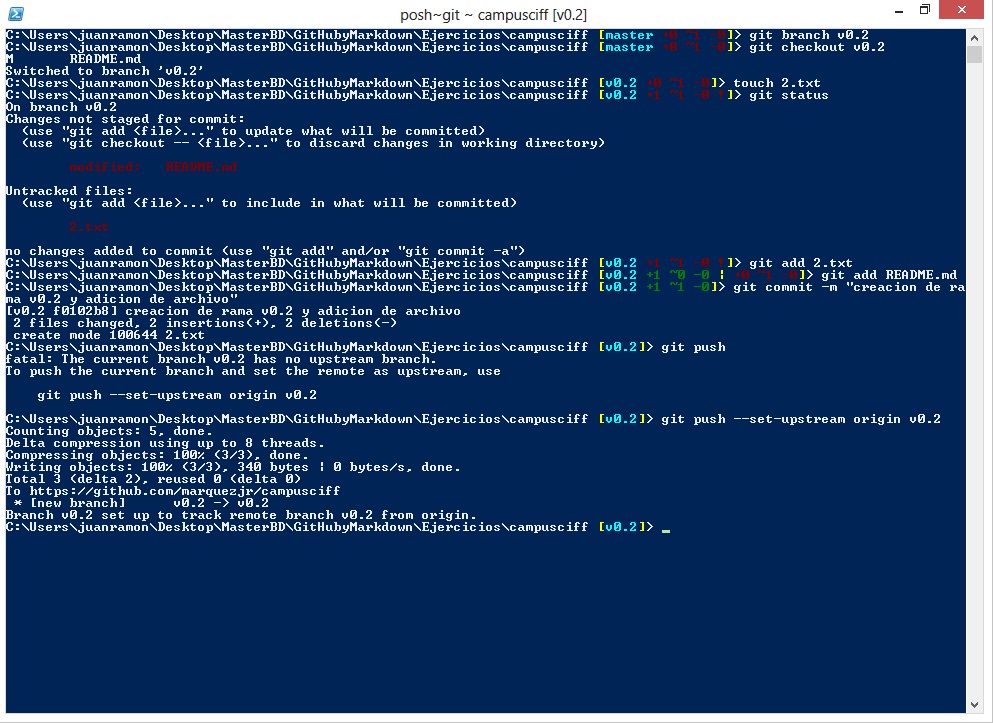 posh~git ~ campusciff [v0.2]
C:\Users\juanramon\Desktop\MasterBD\GitHubyMarkdown\Ejercicios\campusciff [master +0 ~1 -0]> git branch v0.2
C:\Users\juanramon\Desktop\MasterBD\GitHubyMarkdown\Ejercicios\campusciff [master +0 ~1 -0]> git checkout v0.2
M       README.md
Switched to branch 'v0.2'
C:\Users\juanramon\Desktop\MasterBD\GitHubyMarkdown\Ejercicios\campusciff [v0.2 +0 ~1 -0]> touch 2.txt
C:\Users\juanramon\Desktop\MasterBD\GitHubyMarkdown\Ejercicios\campusciff [v0.2 +1 ~1 -0 !]> git status
On branch v0.2
Changes not staged for commit:
  (use "git add <file>..." to update what will be committed)
  (use "git checkout -- <file>..." to discard changes in working directory)
        modified:   README.md
Untracked files:
  (use "git add <file>..." to include in what will be committed)
        2.txt
no changes added to commit (use "git add" and/or "git commit -a")
C:\Users\juanramon\Desktop\MasterBD\GitHubyMarkdown\Ejercicios\campusciff [v0.2 +1 ~1 -0 !]> git add 2.txt
C:\Users\juanramon\Desktop\MasterBD\GitHubyMarkdown\Ejercicios\campusciff [v0.2 +1 ~0 -0 | +0 ~1 -0]> git add README.md
C:\Users\juanramon\Desktop\MasterBD\GitHubyMarkdown\Ejercicios\campusciff [v0.2 +1 ~1 -0]> git commit -m "creacion de ra
ma v0.2 y adicion de archivo"
[v0.2 f0102b8] creacion de rama v0.2 y adicion de archivo
 2 files changed, 2 insertions(+), 2 deletions(-)
 create mode 100644 2.txt
C:\Users\juanramon\Desktop\MasterBD\GitHubyMarkdown\Ejercicios\campusciff [v0.2]> git push
fatal: The current branch v0.2 has no upstream branch.
To push the current branch and set the remote as upstream, use
    git push --set-upstream origin v0.2
C:\Users\juanramon\Desktop\MasterBD\GitHubyMarkdown\Ejercicios\campusciff [v0.2]> git push --set-upstream origin v0.2
Counting objects: 5, done.
Delta compression using up to 8 threads.
Compressing objects: 100% (3/3), done.
Writing objects: 100% (3/3), 340 bytes | 0 bytes/s, done.
Total 3 (delta 2), reused 0 (delta 0)
To https://github.com/marquezjr/campusciff
 * [new branch]      v0.2 -> v0.2
Branch v0.2 set up to track remote branch v0.2 from origin.
C:\Users\juanramon\Desktop\MasterBD\GitHubyMarkdown\Ejercicios\campusciff [v0.2]> _